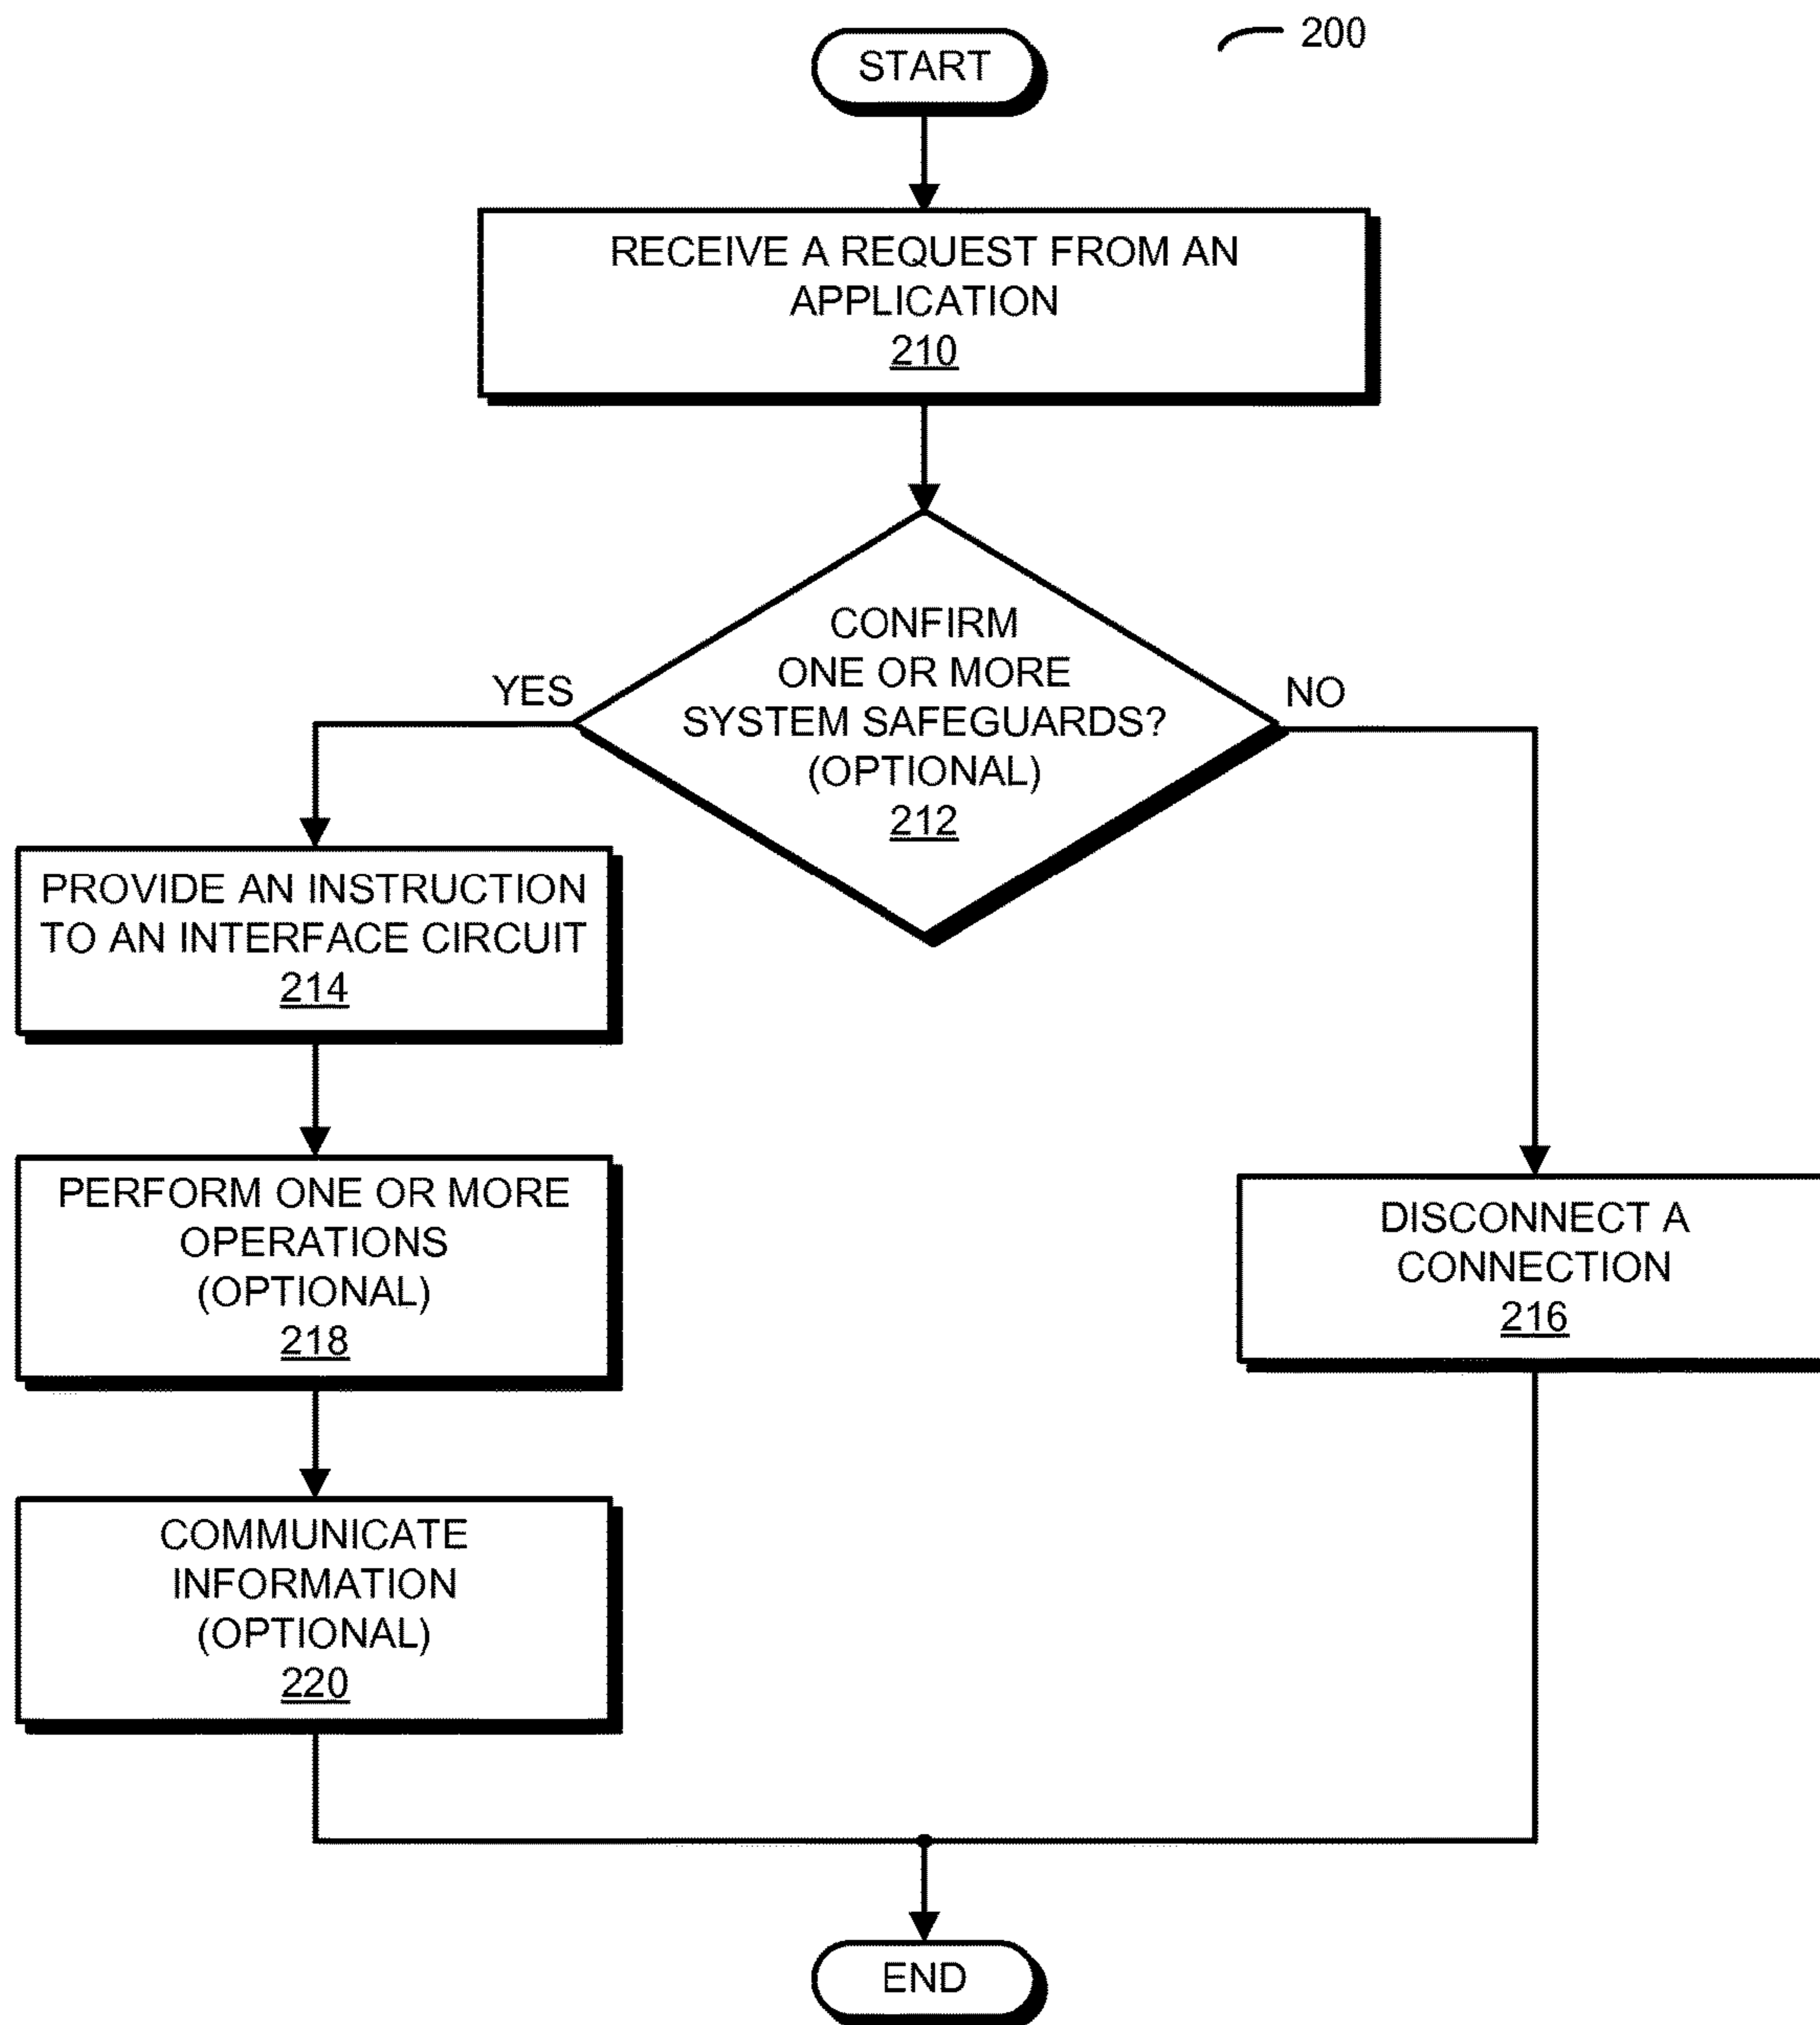 START
200
RECEIVE A REQUEST FROM AN
APPLICATION
210
CONFIRM
ONE OR MORE
SYSTEM SAFEGUARDS?
(OPTIONAL)
212
YES
NO
PROVIDE AN INSTRUCTION
TO AN INTERFACE CIRCUIT
214
PERFORM ONE OR MORE
OPERATIONS
(OPTIONAL)
218
DISCONNECT A
CONNECTION
216
COMMUNICATE
INFORMATION
(OPTIONAL)
220
END